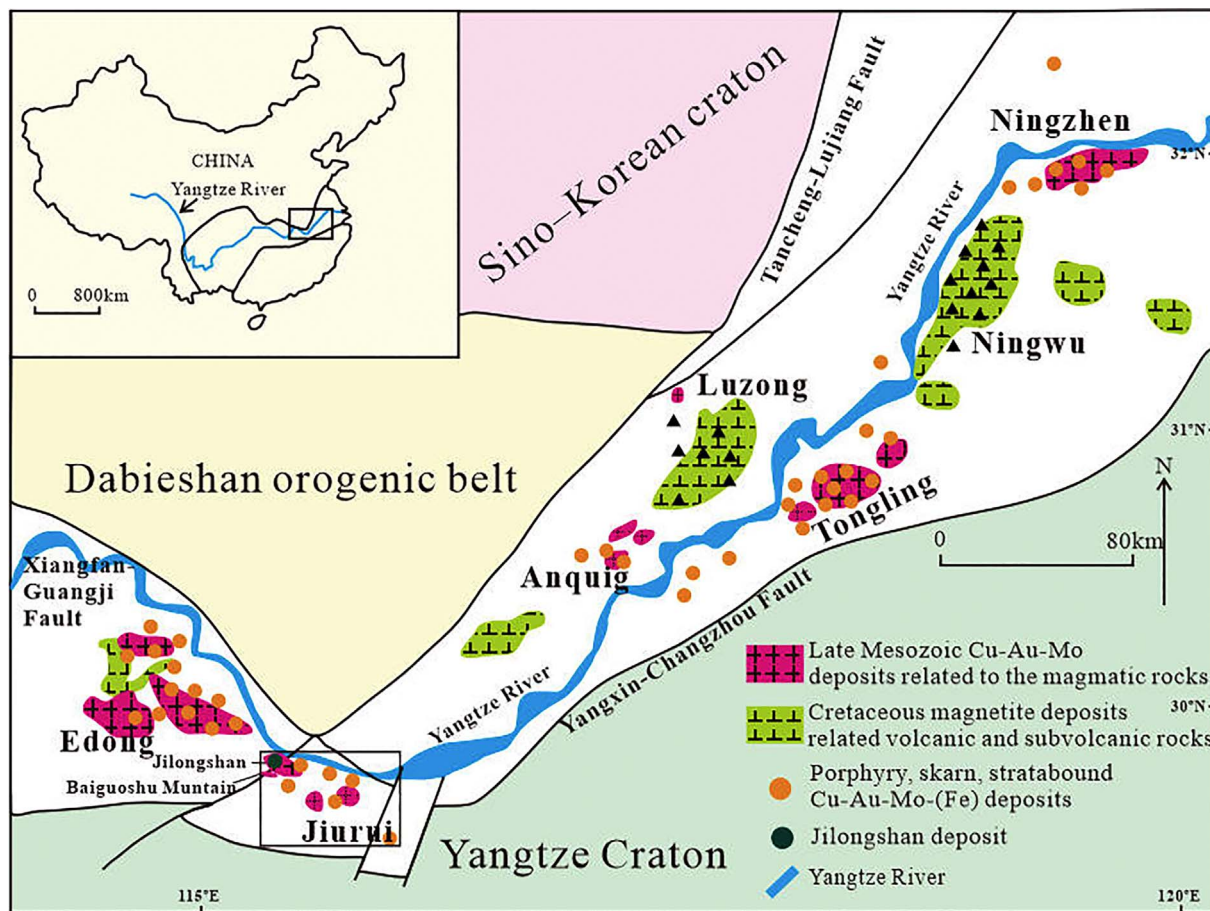 CHINA
Yangtze River
0 800km
Sino–Korean craton
Tancheng-Lujiang Fault
Ningzhen
32°N
Yangtze River
Ningwu
Luzong
31°N
Dabieshan orogenic belt
Tongling
N
0 80km
Xiangfan-
Guangji
Fault
Anquig
Yangxin-Changzhou Fault
Yangtze River
Edong
Jilongshan
Baiguoshu Muntain
Jiurui
Yangtze Craton
Late Mesozoic Cu-Au-Mo
deposits related to the magmatic rocks
Cretaceous magnetite deposits
30°N
related volcanic and subvolcanic rocks
Porphyry, skarn, stratabound
Cu-Au-Mo-(Fe) deposits
Jilongshan deposit
Yangtze River
115°E
120°E